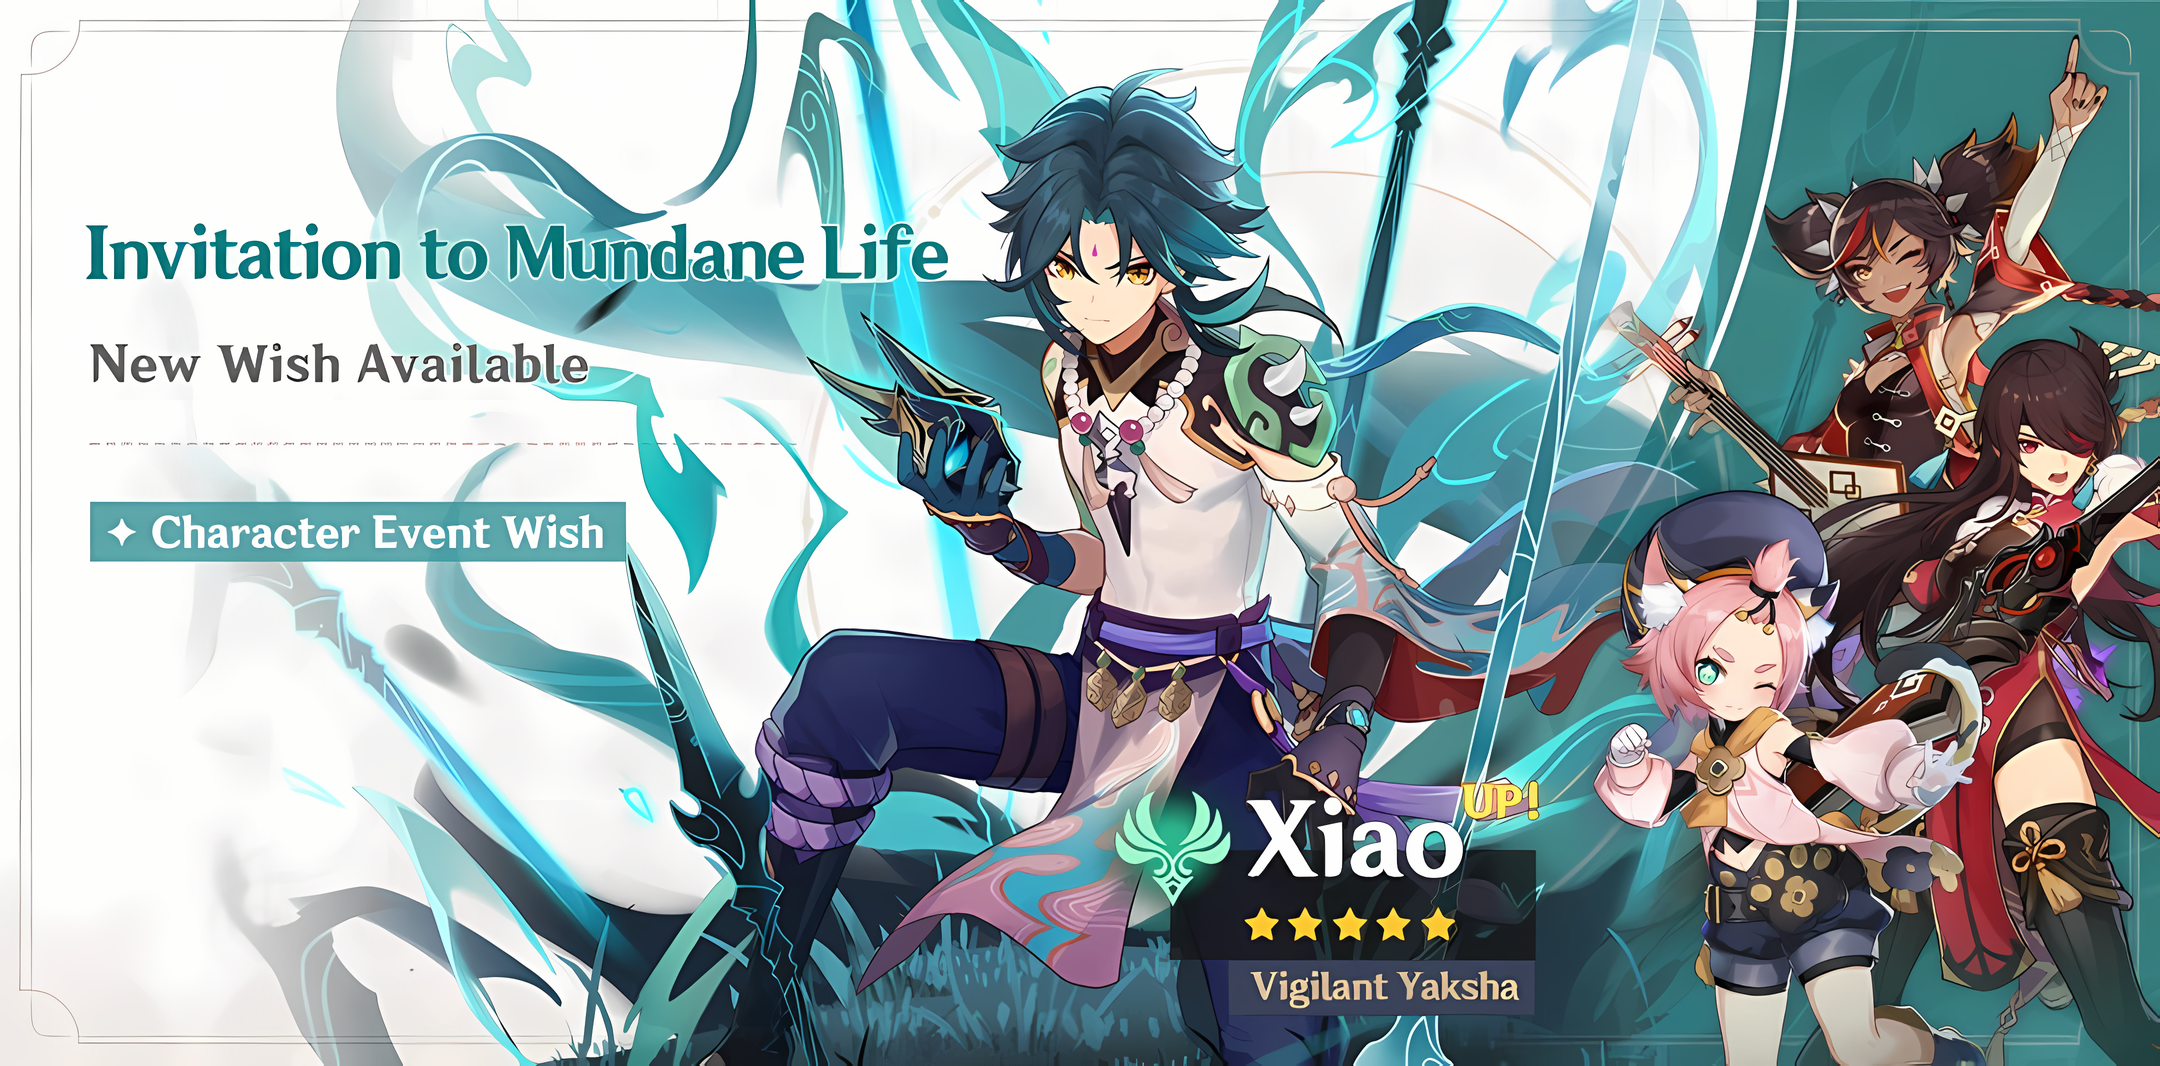 Invitation to Mundane Life
New Wish Available
Character Event Wish
Xiao UP!
Vigilant Yaksha